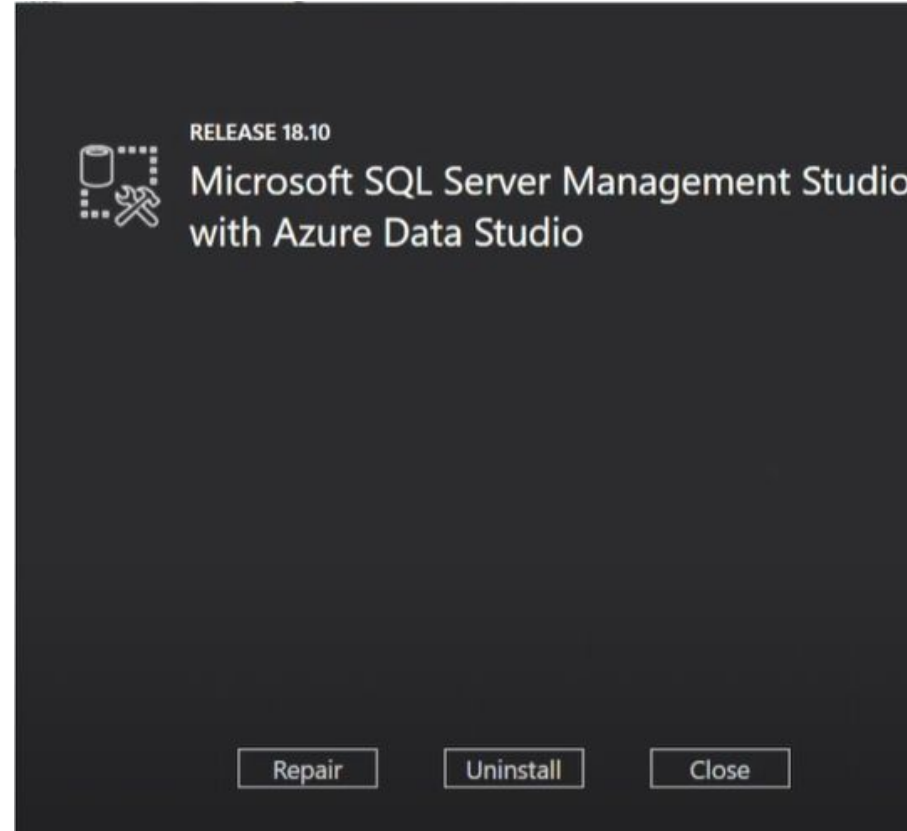 RELEASE 18.10
Microsoft SQL Server Management Studio
with Azure Data Studio
Repair
Uninstall
Close